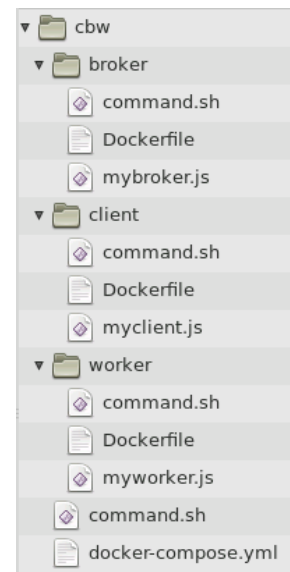 cbw
broker
command.sh
Dockerfile
mybroker.js
client
command.sh
Dockerfile
myclient.js
worker
command.sh
Dockerfile
myworker.js
command.sh
docker-compose.yml